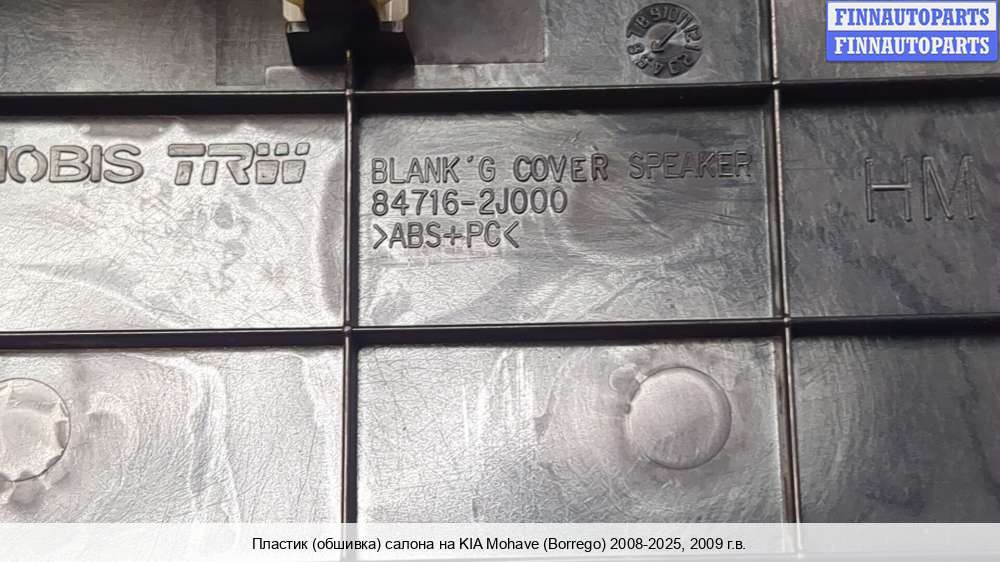 FINNAUTOPARTS
FINNAUTOPARTS
MOBIS TRW
BLANK'G COVER SPEAKER
84716-2J000
>ABS+PC<
HM
Пластик (обшивка) салона на KIA Mohave (Borrego) 2008-2025, 2009 г.в.